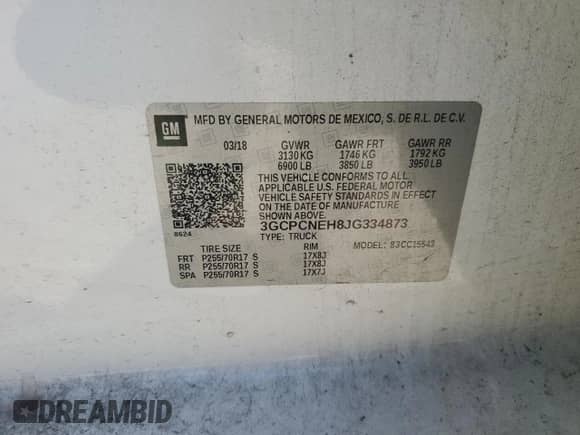 GM
MFD BY GENERAL MOTORS DE MEXICO, S. DE R.L. DE C.V.
03/18 GVWR GAWR FRT GAWR RR
3130 KG 1746 KG 1792 KG
6900 LB 3850 LB 3950 LB
THIS VEHICLE CONFORMS TO ALL
APPLICABLE U.S. FEDERAL MOTOR
VEHICLE SAFETY STANDARDS IN EFFECT
ON THE DATE OF MANUFACTURE
SHOWN ABOVE.
3GCPCNEH8JG334873
8624
TYPE: TRUCK
MODEL: 83CC15543
TIRE SIZE RIM
FRT P255/70R17 S 17X8J
RR P255/70R17 S 17X8J
SPA P255/70R17 S 17X7J
DREAMBID